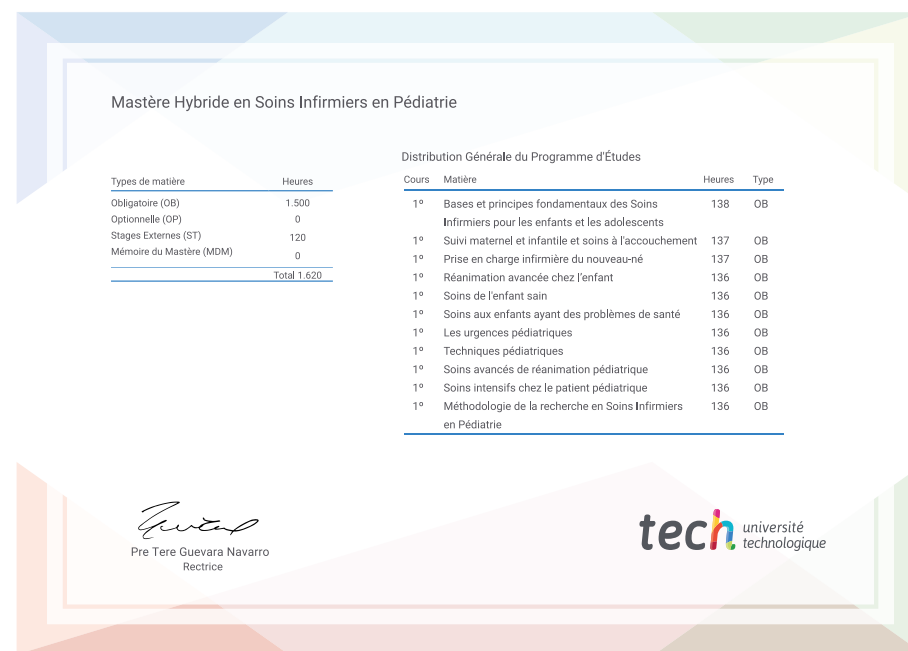 Mastère Hybride en Soins Infirmiers en Pédiatrie
Types de matière Heures
Obligatoire (OB) 1.500
Optionnelle (OP) 0
Stages Externes (ST) 120
Mémoire du Mastère (MDM) 0
Total 1.620
Distribution Générale du Programme d'Études
Cours Matière Heures Type
1º Bases et principes fondamentaux des Soins 138 OB
Infirmiers pour les enfants et les adolescents
1º Suivi maternel et infantile et soins à l'accouchement 137 OB
1º Prise en charge infirmière du nouveau-né 137 OB
1º Réanimation avancée chez l'enfant 136 OB
1º Soins de l'enfant sain 136 OB
1º Soins aux enfants ayant des problèmes de santé 136 OB
1º Les urgences pédiatriques 136 OB
1º Techniques pédiatriques 136 OB
1º Soins avancés de réanimation pédiatrique 136 OB
1º Soins intensifs chez le patient pédiatrique 136 OB
1º Méthodologie de la recherche en Soins Infirmiers 136 OB
en Pédiatrie
Pre Tere Guevara Navarro
Rectrice
tech université
technologique